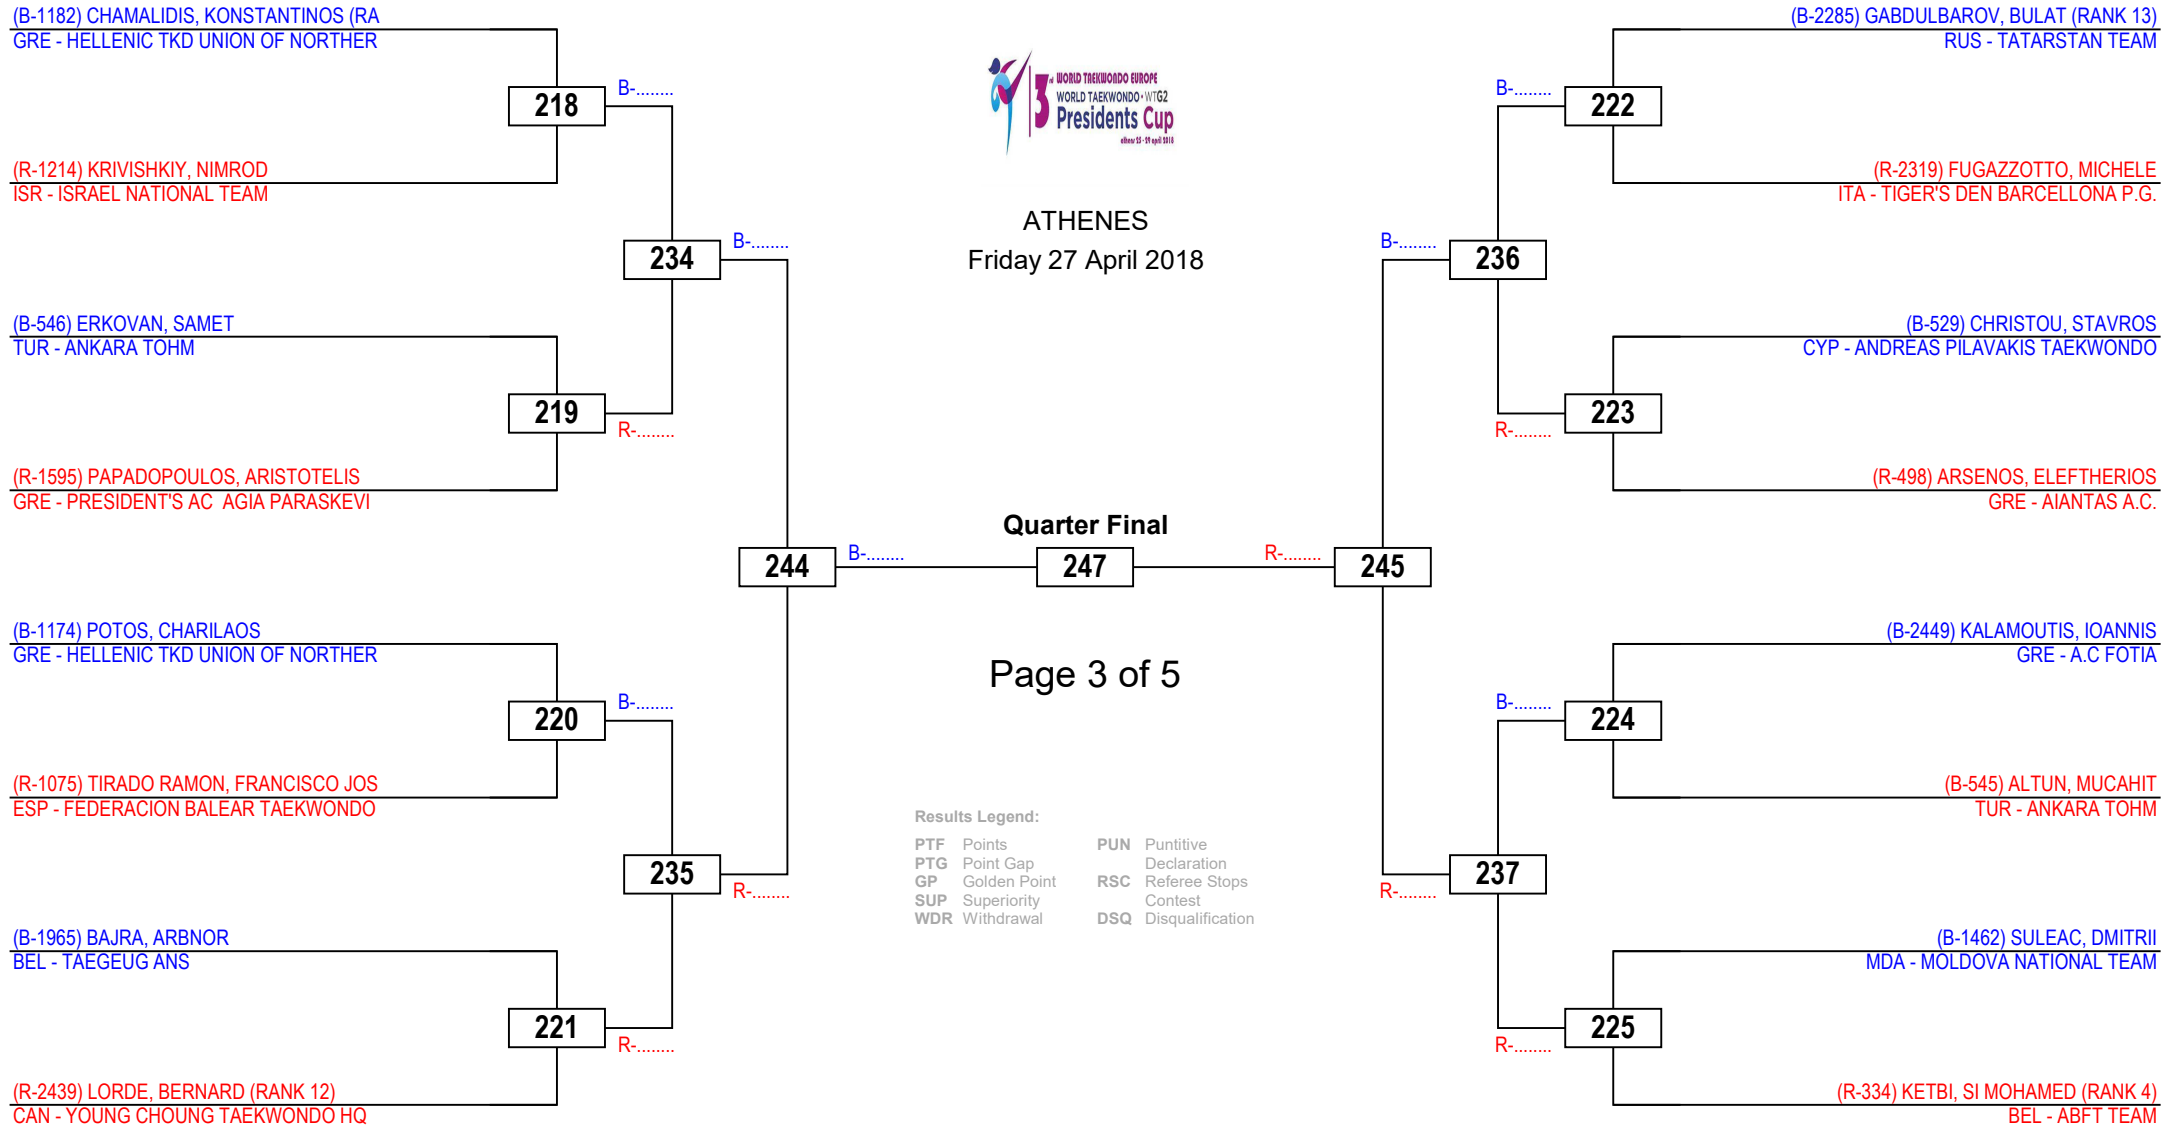 (B-1182) CHAMALIDIS, KONSTANTINOS (RA
GRE - HELLENIC TKD UNION OF NORTHER
218
B-........
(R-1214) KRIVISHKIY, NIMROD
ISR - ISRAEL NATIONAL TEAM
234
B-........
(B-546) ERKOVAN, SAMET
TUR - ANKARA TOHM
219
R-........
(R-1595) PAPADOPOULOS, ARISTOTELIS
GRE - PRESIDENT'S AC  AGIA PARASKEVI
244
B-........
(B-1174) POTOS, CHARILAOS
GRE - HELLENIC TKD UNION OF NORTHER
220
B-........
(R-1075) TIRADO RAMON, FRANCISCO JOS
ESP - FEDERACION BALEAR TAEKWONDO
235
R-........
(B-1965) BAJRA, ARBNOR
BEL - TAEGEUG ANS
221
R-........
(R-2439) LORDE, BERNARD (RANK 12)
CAN - YOUNG CHOUNG TAEKWONDO HQ
3rd WORLD TAEKWONDO EUROPE
WORLD TAEKWONDO • WTG2
Presidents Cup
athens 25 - 29 april 2018
ATHENES
Friday 27 April 2018
Quarter Final
247
Page 3 of 5
Results Legend:
PTF Points
PTG Point Gap
GP Golden Point
SUP Superiority
WDR Withdrawal
PUN Puntitive
Declaration
RSC Referee Stops
Contest
DSQ Disqualification
(B-2285) GABDULBAROV, BULAT (RANK 13)
RUS - TATARSTAN TEAM
B-........
222
(R-2319) FUGAZZOTTO, MICHELE
ITA - TIGER'S DEN BARCELLONA P.G.
B-........
236
(B-529) CHRISTOU, STAVROS
CYP - ANDREAS PILAVAKIS TAEKWONDO
223
R-........
(R-498) ARSENOS, ELEFTHERIOS
GRE - AIANTAS A.C.
R-........
245
(B-2449) KALAMOUTIS, IOANNIS
GRE - A.C FOTIA
B-........
224
(B-545) ALTUN, MUCAHIT
TUR - ANKARA TOHM
237
R-........
(B-1462) SULEAC, DMITRII
MDA - MOLDOVA NATIONAL TEAM
225
R-........
(R-334) KETBI, SI MOHAMED (RANK 4)
BEL - ABFT TEAM